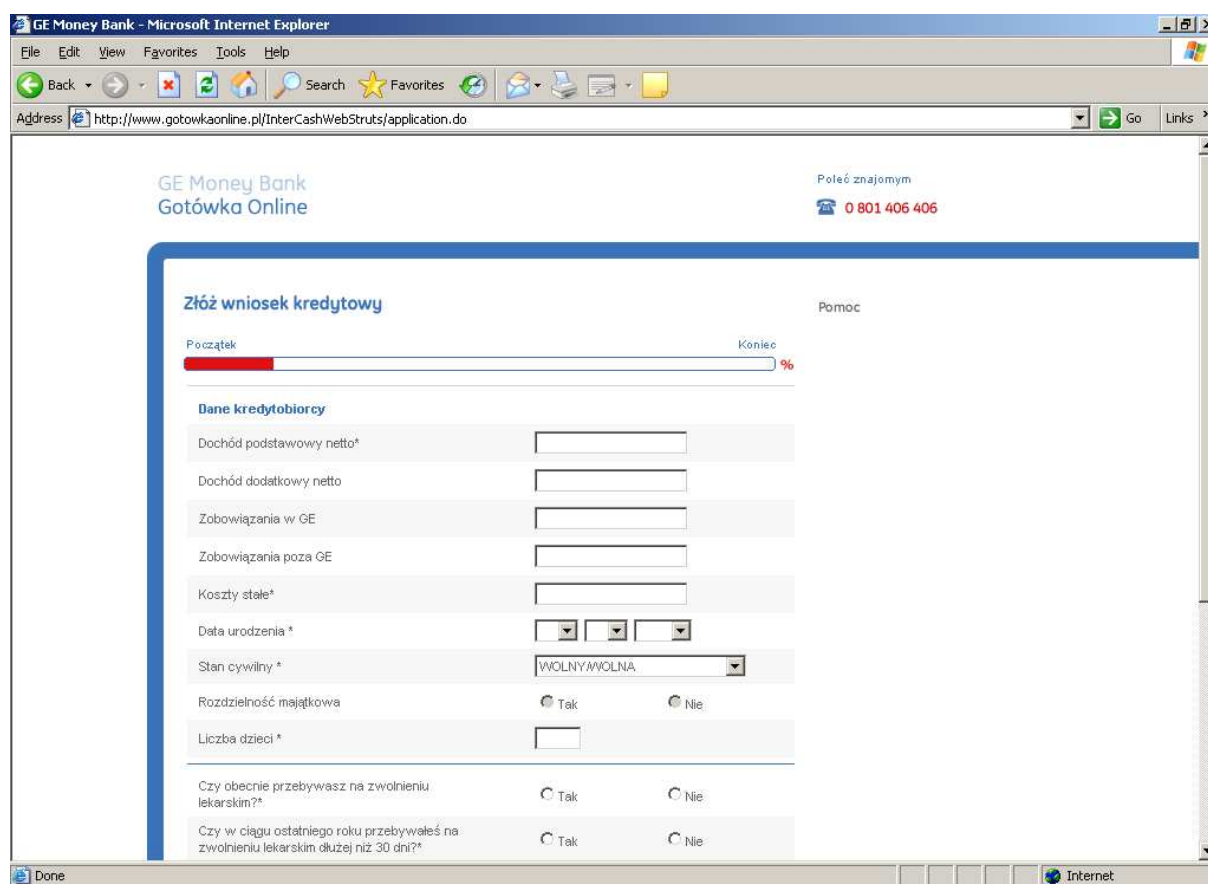 GE Money Bank - Microsoft Internet Explorer
File Edit View Favorites Tools Help
Back Search Favorites
Address http://www.gotowkaonline.pl/InterCashWebStruts/application.do Go Links
GE Money Bank
Gotówka Online
Poleć znajomym
0 801 406 406
Złóż wniosek kredytowy
Pomoc
Początek Koniec
%
Dane kredytobiorcy
Dochód podstawowy netto*
Dochód dodatkowy netto
Zobowiązania w GE
Zobowiązania poza GE
Koszty stałe*
Data urodzenia *
Stan cywilny * WOLNY/WOLNA
Rozdzielność majątkowa Tak Nie
Liczba dzieci *
Czy obecnie przebywasz na zwolnieniu
lekarskim?* Tak Nie
Czy w ciągu ostatniego roku przebywałeś na
zwolnieniu lekarskim dłużej niż 30 dni?* Tak Nie
Done Internet